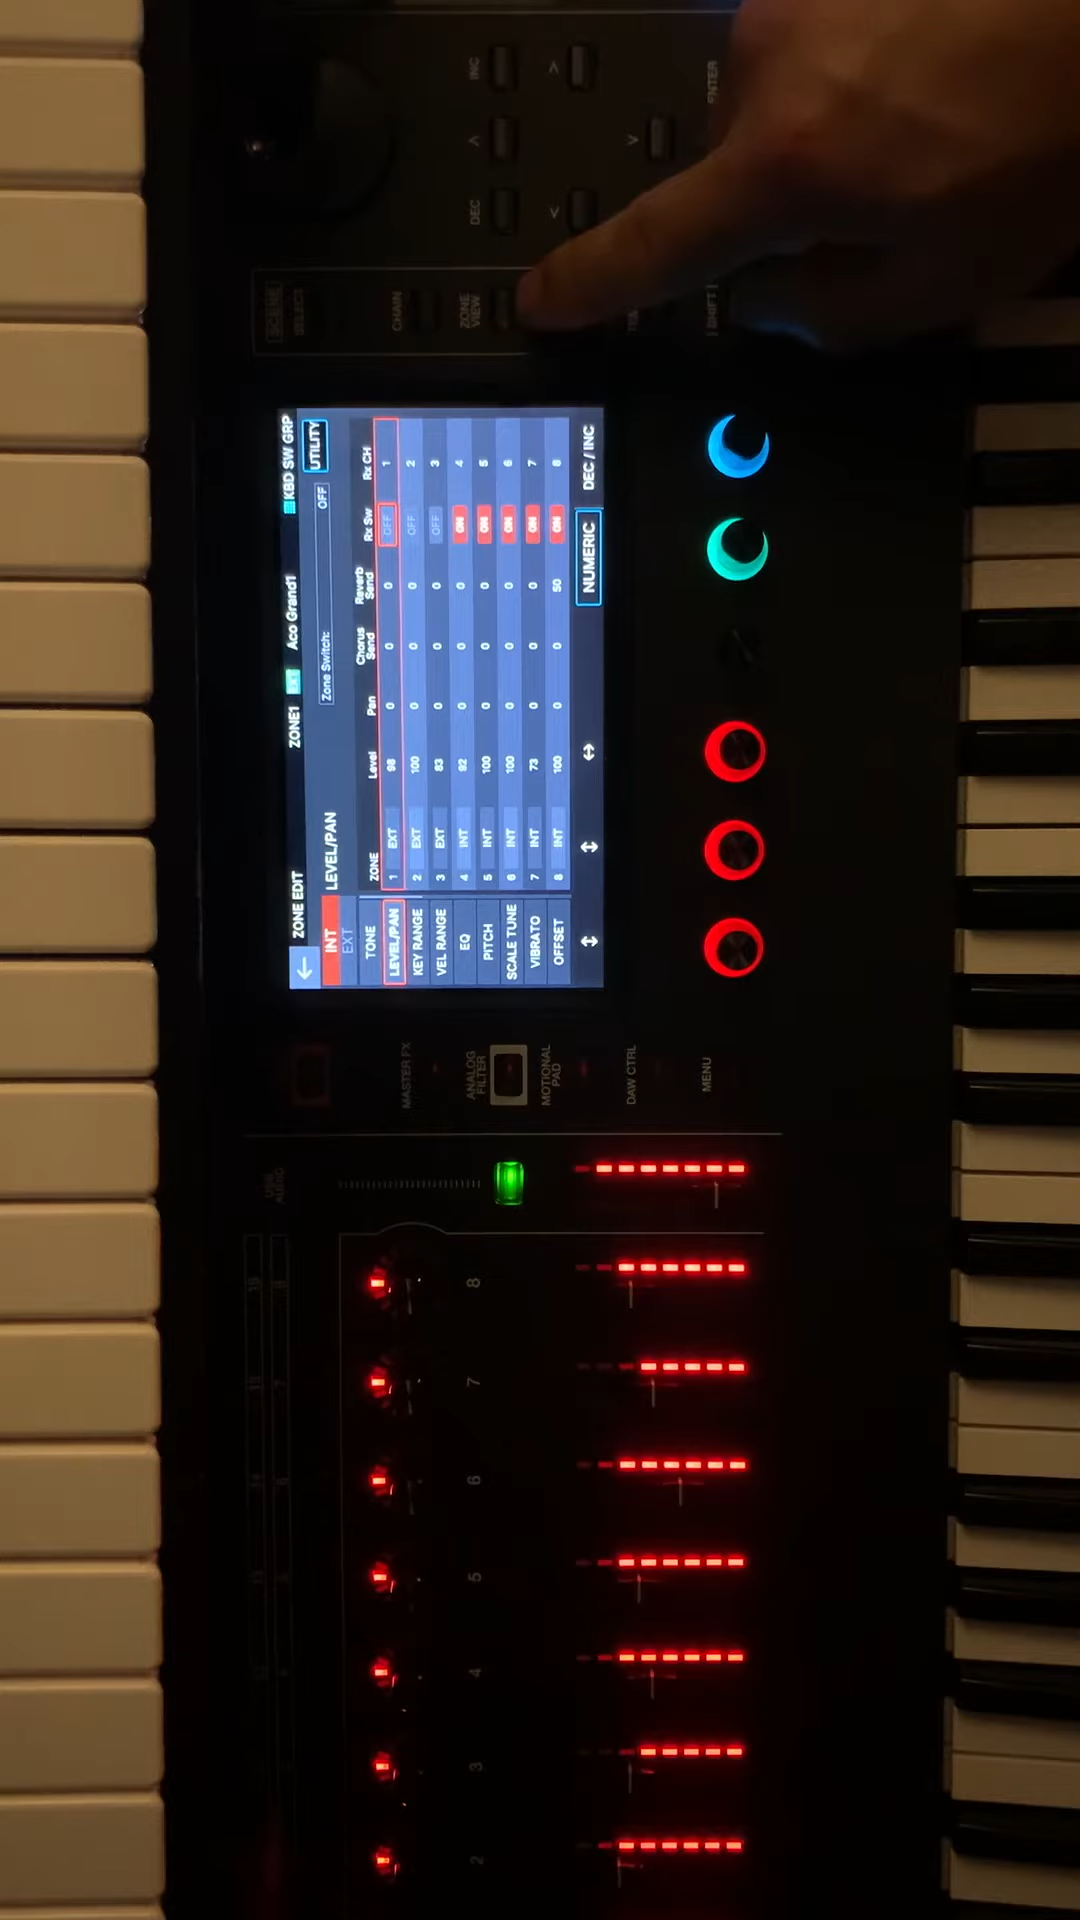 ZONE EDIT ZONE1 EXT Aco Grand1 KBD SW GRP
INT LEVEL/PAN Zone Switch: OFF UTILITY
EXT
ZONE Level Pan Chorus Send Reverb Send Rx Sw Rx CH
TONE
1 EXT 98 0 0 0 OFF 1
LEVEL/PAN
2 EXT 100 0 0 0 OFF 2
KEY RANGE
3 EXT 83 0 0 0 OFF 3
VEL RANGE
4 INT 92 0 0 0 ON 4
EQ
5 INT 100 0 0 0 ON 5
PITCH
6 INT 100 0 0 0 ON 6
SCALE TUNE
7 INT 73 0 0 0 ON 7
VIBRATO
8 INT 100 0 0 50 ON 8
OFFSET
NUMERIC DEC / INC
SCENE
SELECT
CHAIN
ZONE
VIEW
SHIFT
DEC
INC
ENTER
MASTER FX
ANALOG
FILTER
MOTIONAL
PAD
DAW CTRL
MENU
USB
AUDIO
2 3 4 5 6 7 8